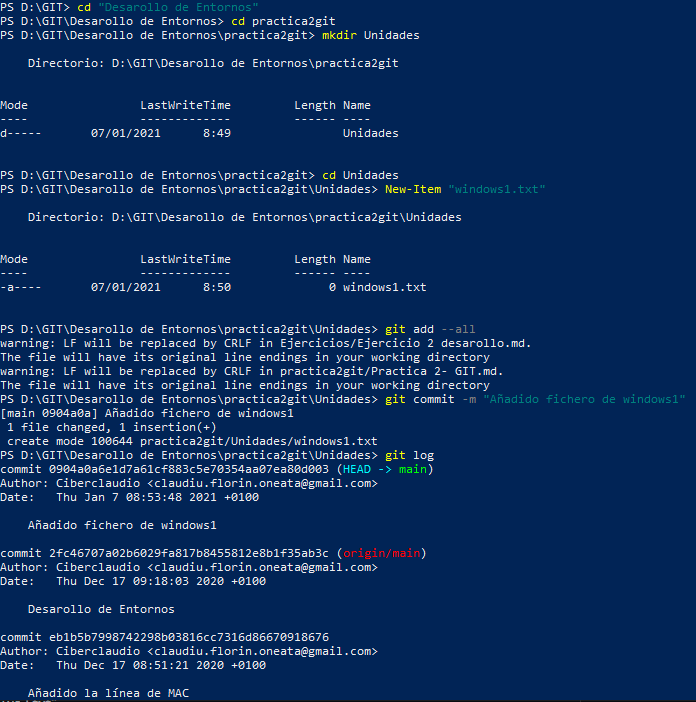 PS D:\GIT> cd "Desarollo de Entornos"
PS D:\GIT\Desarollo de Entornos> cd practica2git
PS D:\GIT\Desarollo de Entornos\practica2git> mkdir Unidades
Directorio: D:\GIT\Desarollo de Entornos\practica2git
Mode LastWriteTime Length Name
---- ------------- ------ ----
d----- 07/01/2021 8:49 Unidades
PS D:\GIT\Desarollo de Entornos\practica2git> cd Unidades
PS D:\GIT\Desarollo de Entornos\practica2git\Unidades> New-Item "windows1.txt"
Directorio: D:\GIT\Desarollo de Entornos\practica2git\Unidades
Mode LastWriteTime Length Name
---- ------------- ------ ----
-a---- 07/01/2021 8:50 0 windows1.txt
PS D:\GIT\Desarollo de Entornos\practica2git\Unidades> git add --all
warning: LF will be replaced by CRLF in Ejercicios/Ejercicio 2 desarollo.md.
The file will have its original line endings in your working directory
warning: LF will be replaced by CRLF in practica2git/Practica 2- GIT.md.
The file will have its original line endings in your working directory
PS D:\GIT\Desarollo de Entornos\practica2git\Unidades> git commit -m "Añadido fichero de windows1"
[main 0904a0a] Añadido fichero de windows1
1 file changed, 1 insertion(+)
create mode 100644 practica2git/Unidades/windows1.txt
PS D:\GIT\Desarollo de Entornos\practica2git\Unidades> git log
commit 0904a0a6e1d7a61cf883c5e70354aa07ea80d003 (HEAD -> main)
Author: Ciberclaudio <claudiu.florin.oneata@gmail.com>
Date: Thu Jan 7 08:53:48 2021 +0100
Añadido fichero de windows1
commit 2fc46707a02b6029fa817b8455812e8b1f35ab3c (origin/main)
Author: Ciberclaudio <claudiu.florin.oneata@gmail.com>
Date: Thu Dec 17 09:18:03 2020 +0100
Desarollo de Entornos
commit eb1b5b7998742298b03816cc7316d86670918676
Author: Ciberclaudio <claudiu.florin.oneata@gmail.com>
Date: Thu Dec 17 08:51:21 2020 +0100
Añadido la línea de MAC